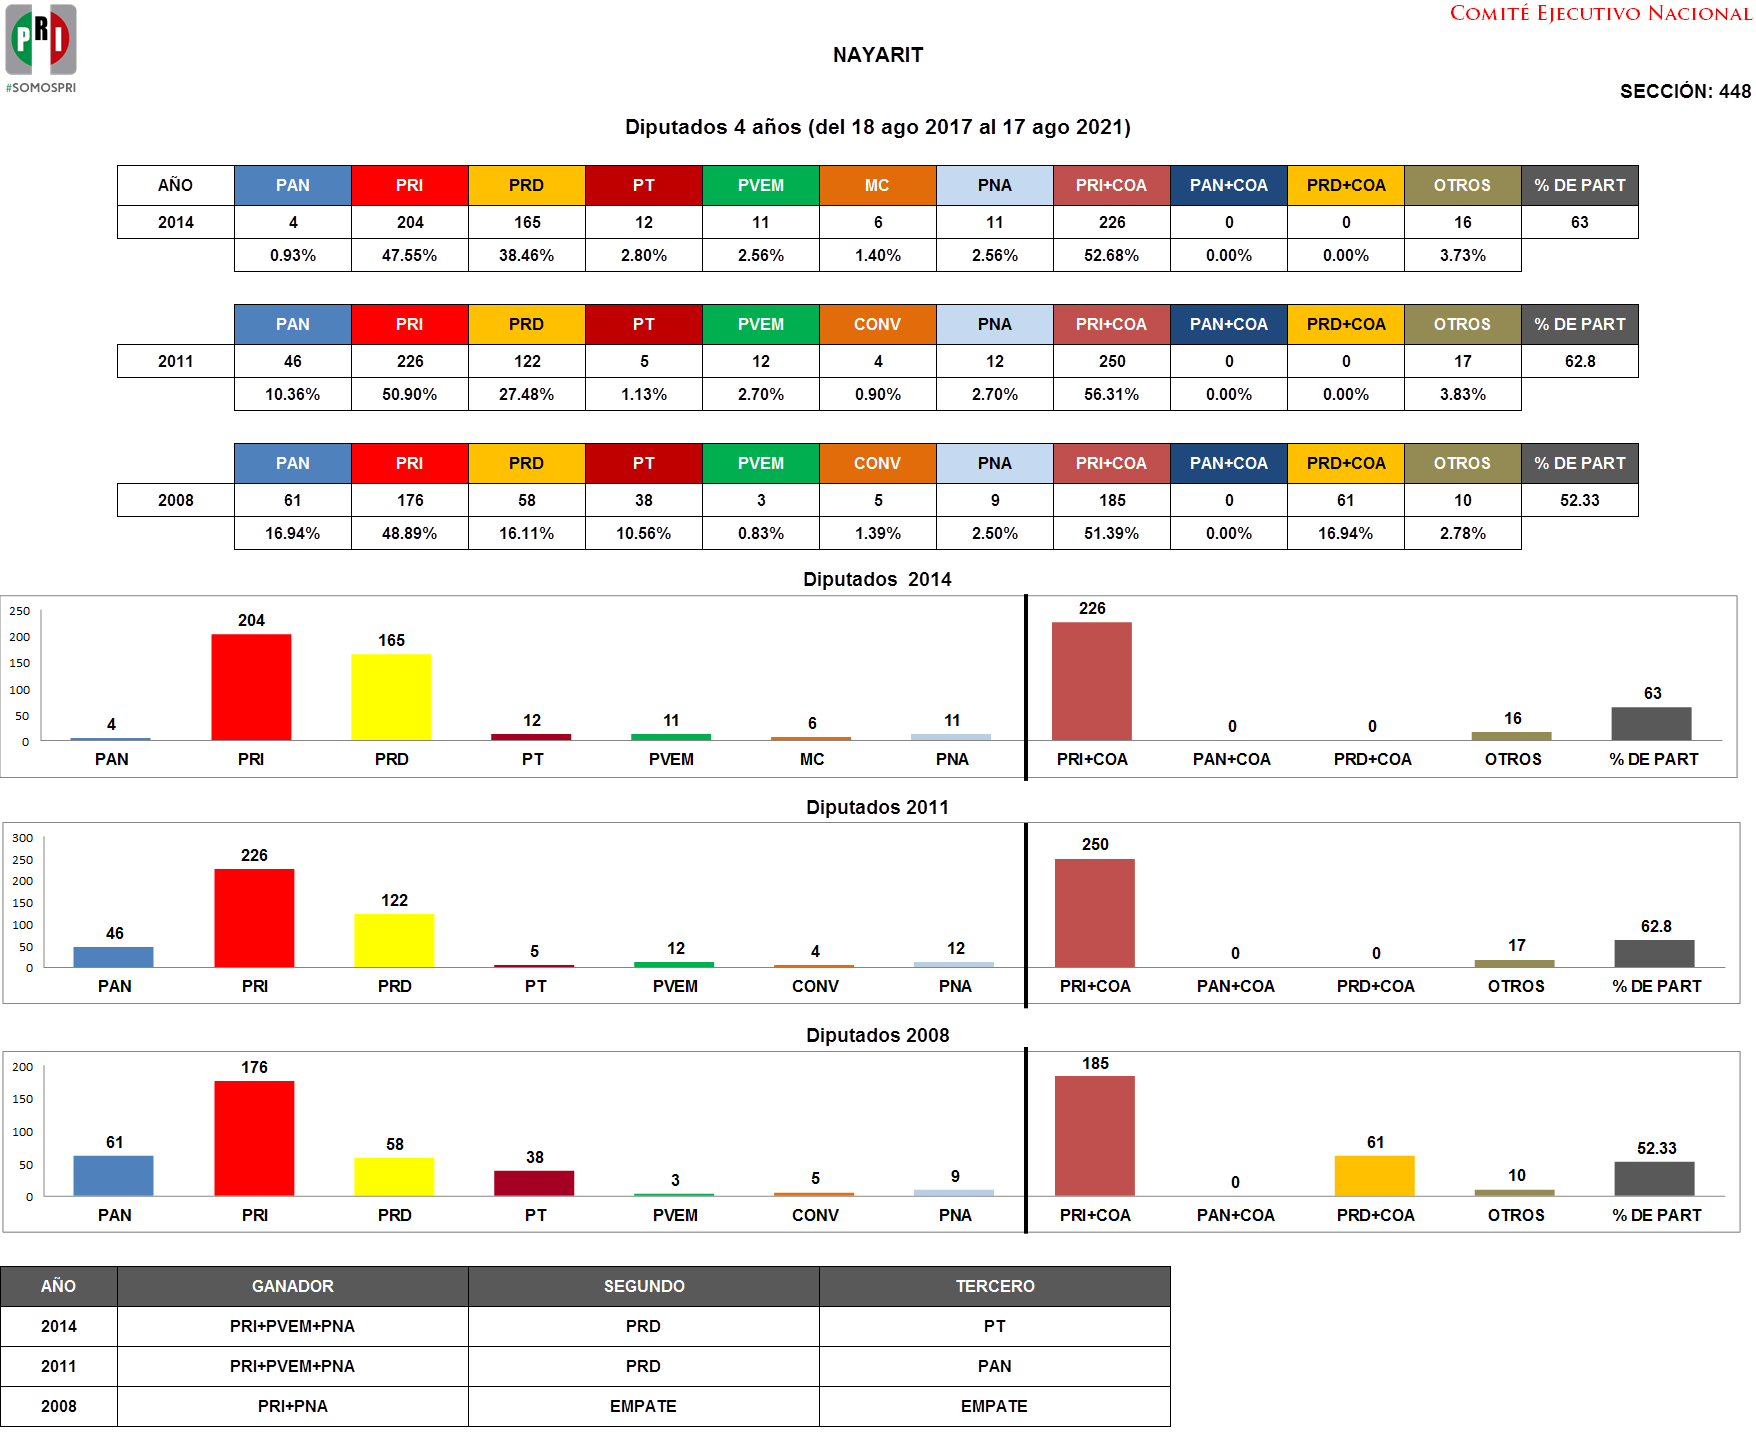 COMITÉ EJECUTIVO NACIONAL
PRI
#SOMOSPRI
NAYARIT
SECCIÓN: 448
Diputados 4 años (del 18 ago 2017 al 17 ago 2021)
AÑO PAN PRI PRD PT PVEM MC PNA PRI+COA PAN+COA PRD+COA OTROS % DE PART
2014 4 204 165 12 11 6 11 226 0 0 16 63
0.93% 47.55% 38.46% 2.80% 2.56% 1.40% 2.56% 52.68% 0.00% 0.00% 3.73%
PAN PRI PRD PT PVEM CONV PNA PRI+COA PAN+COA PRD+COA OTROS % DE PART
2011 46 226 122 5 12 4 12 250 0 0 17 62.8
10.36% 50.90% 27.48% 1.13% 2.70% 0.90% 2.70% 56.31% 0.00% 0.00% 3.83%
PAN PRI PRD PT PVEM CONV PNA PRI+COA PAN+COA PRD+COA OTROS % DE PART
2008 61 176 58 38 3 5 9 185 0 61 10 52.33
16.94% 48.89% 16.11% 10.56% 0.83% 1.39% 2.50% 51.39% 0.00% 16.94% 2.78%
Diputados 2014
250
200
150
100
50
0
4 204 165 12 11 6 11 226 0 0 16 63
PAN PRI PRD PT PVEM MC PNA PRI+COA PAN+COA PRD+COA OTROS % DE PART
Diputados 2011
300
250
200
150
100
50
0
46 226 122 5 12 4 12 250 0 0 17 62.8
PAN PRI PRD PT PVEM CONV PNA PRI+COA PAN+COA PRD+COA OTROS % DE PART
Diputados 2008
200
150
100
50
0
61 176 58 38 3 5 9 185 0 61 10 52.33
PAN PRI PRD PT PVEM CONV PNA PRI+COA PAN+COA PRD+COA OTROS % DE PART
AÑO GANADOR SEGUNDO TERCERO
2014 PRI+PVEM+PNA PRD PT
2011 PRI+PVEM+PNA PRD PAN
2008 PRI+PNA EMPATE EMPATE